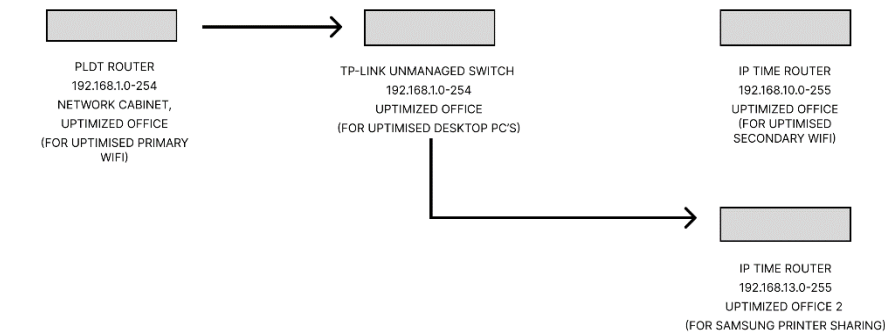 PLDT ROUTER
192.168.1.0-254
NETWORK CABINET,
UPTIMIZED OFFICE
(FOR UPTIMISED PRIMARY
WIFI)
TP-LINK UNMANAGED SWITCH
192.168.1.0-254
UPTIMIZED OFFICE
(FOR UPTIMISED DESKTOP PC'S)
IP TIME ROUTER
192.168.10.0-255
UPTIMIZED OFFICE
(FOR UPTIMISED
SECONDARY WIFI)
IP TIME ROUTER
192.168.13.0-255
UPTIMIZED OFFICE 2
(FOR SAMSUNG PRINTER SHARING)